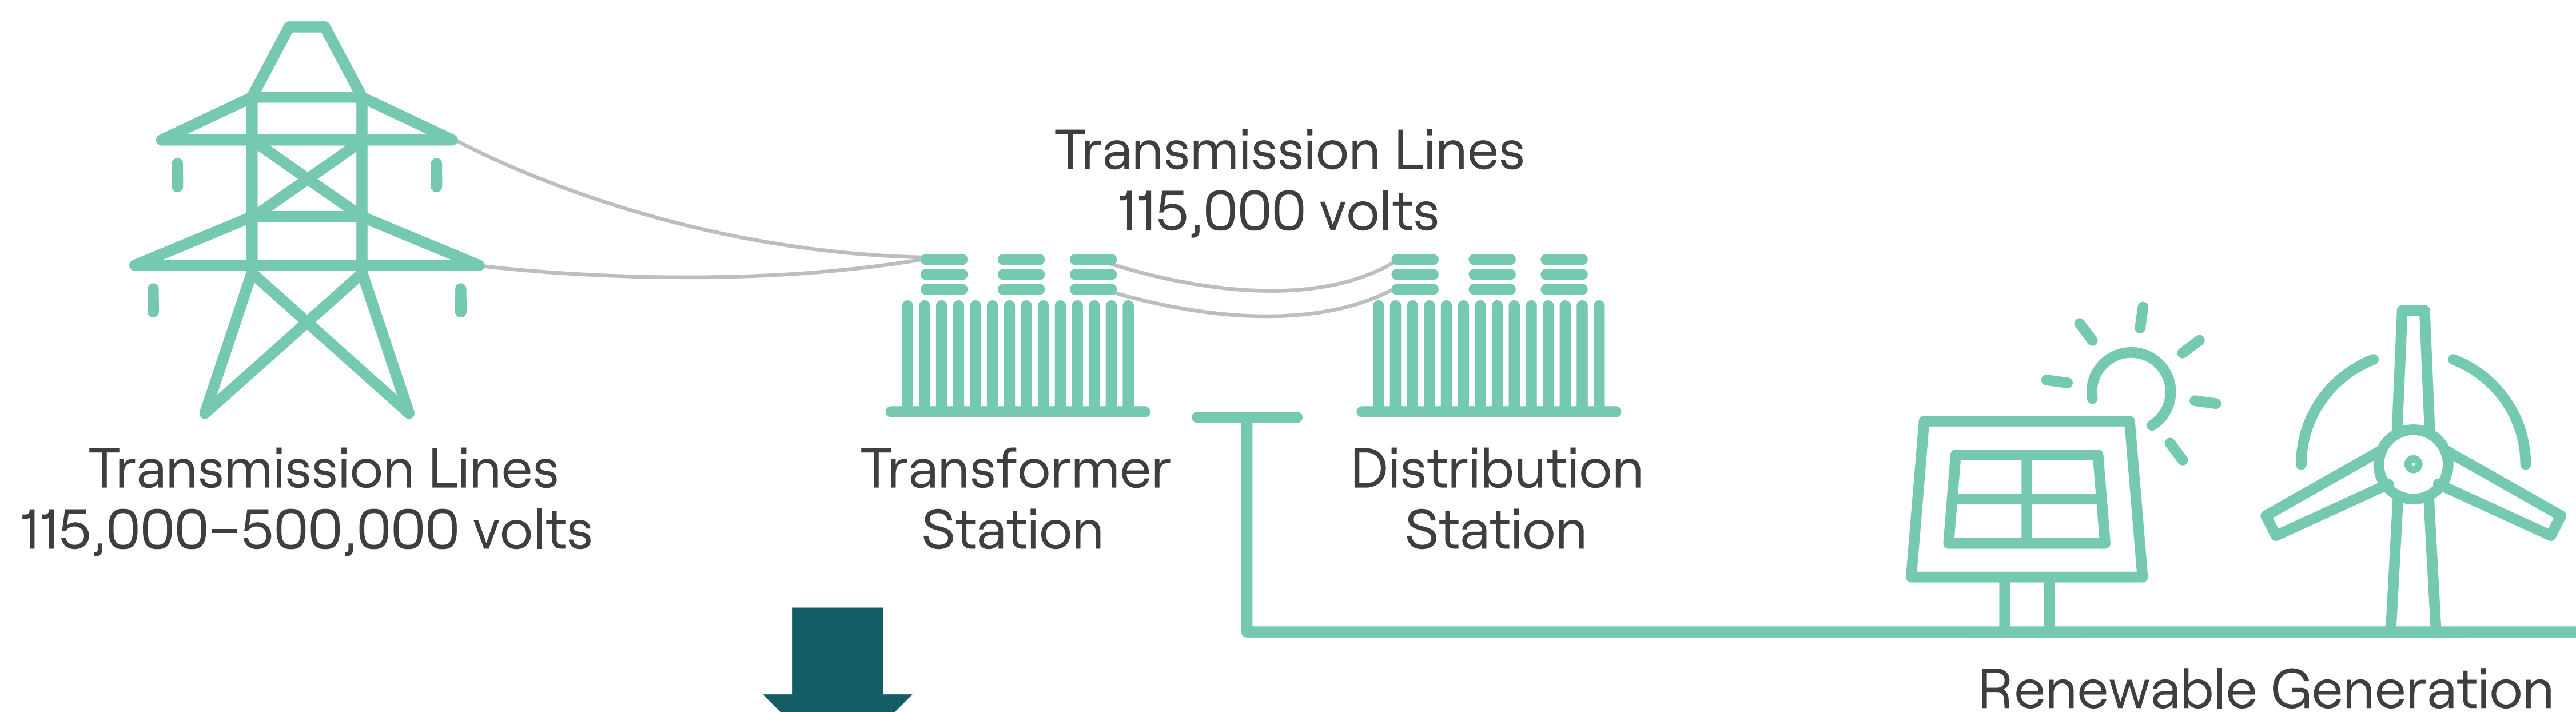 Transmission Lines
115,000 volts
Transmission Lines
115,000–500,000 volts
Transformer
Station
Distribution
Station
Renewable Generation